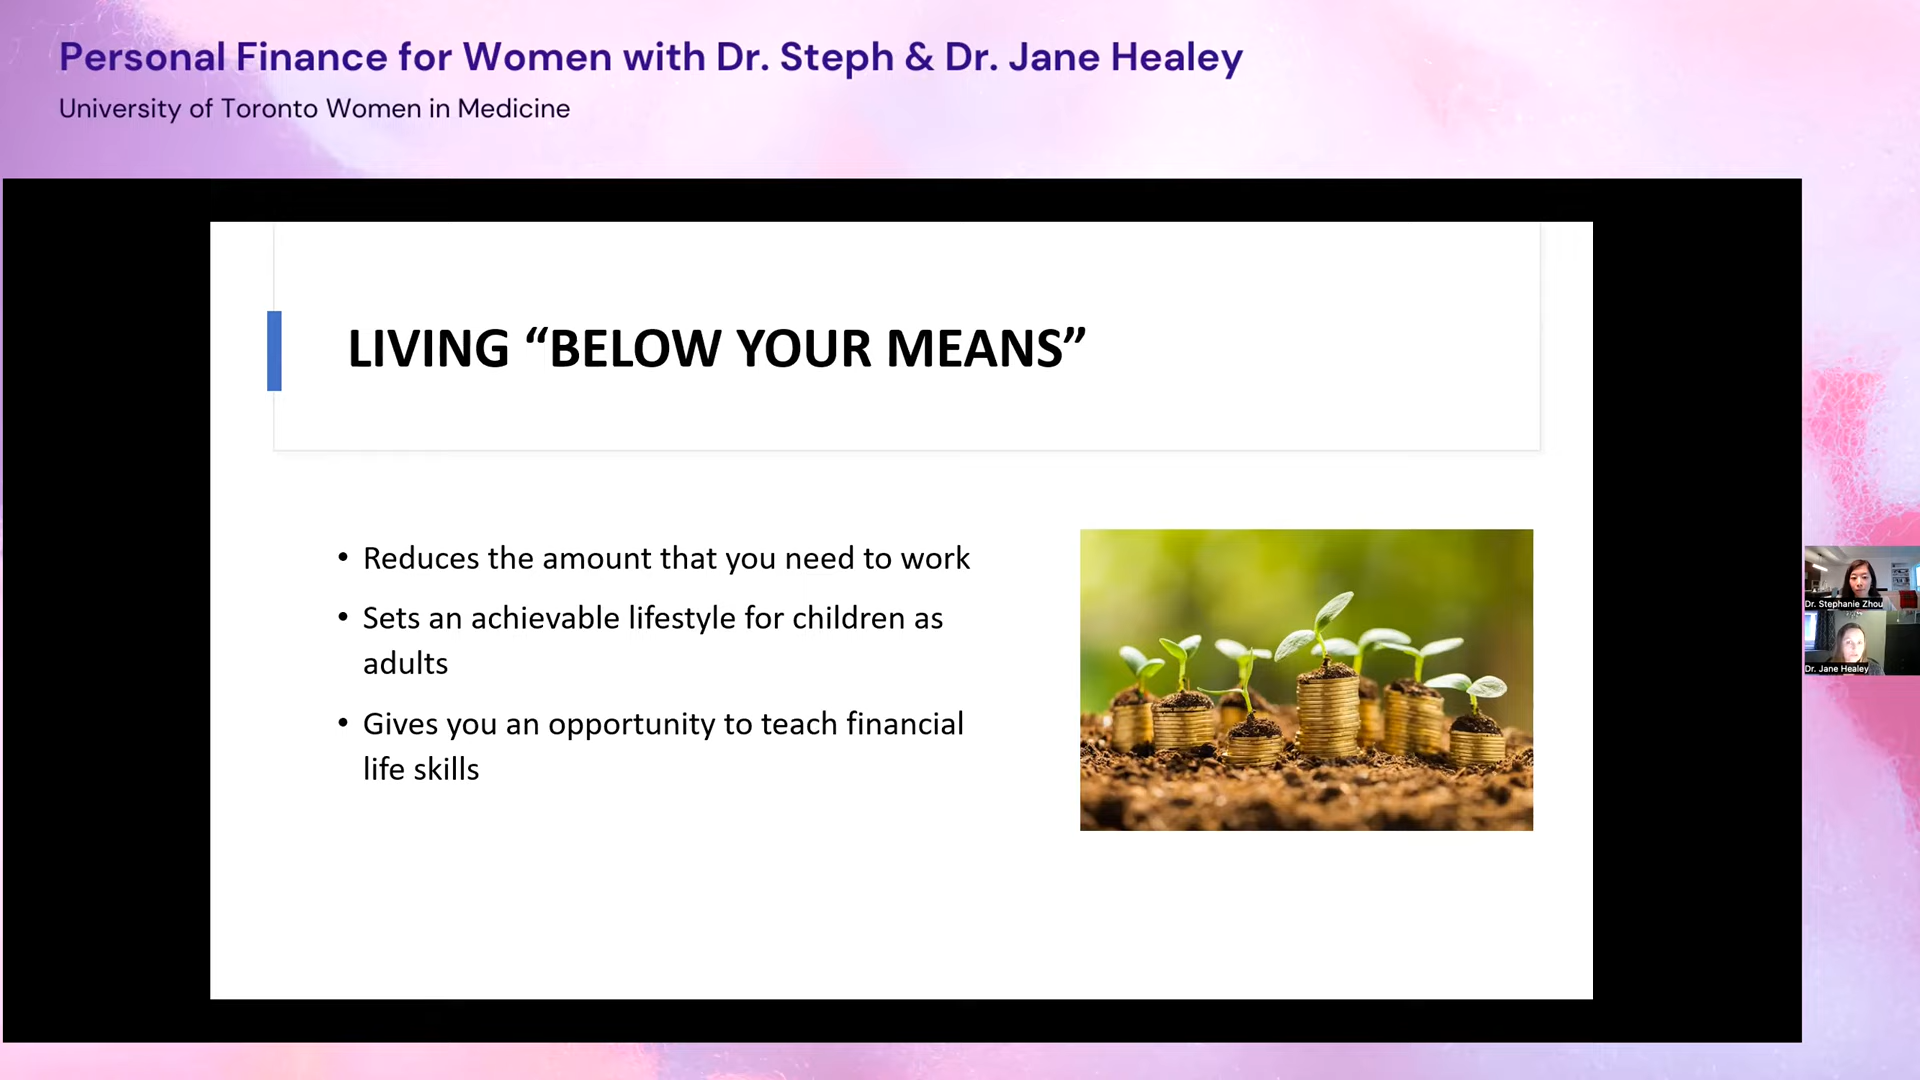 Personal Finance for Women with Dr. Steph & Dr. Jane Healey
University of Toronto Women in Medicine
LIVING “BELOW YOUR MEANS”
• Reduces the amount that you need to work
• Sets an achievable lifestyle for children as
adults
• Gives you an opportunity to teach financial
life skills
Dr. Stephanie Zhou
Dr. Jane Healey